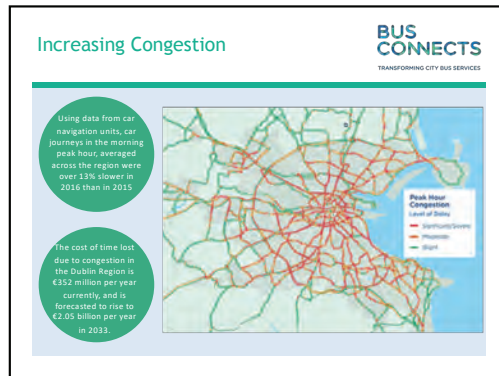 Increasing Congestion
BUS
CONNECTS
TRANSFORMING CITY BUS SERVICES
Using data from car
navigation units, car
journeys in the morning
peak hour, averaged
across the region were
over 13% slower in
2016 than in 2015
The cost of time lost
due to congestion in
the Dublin Region is
€352 million per year
currently, and is
forecasted to rise to
€2.05 billion per year
in 2033.
Peak Hour
Congestion
Level of Delay
Significant/Severe
Moderate
Slight